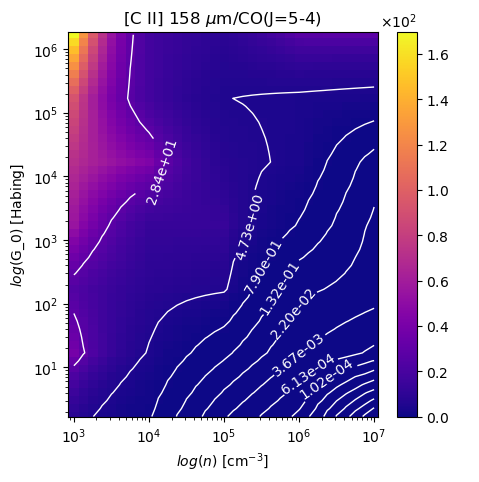 [C II] 158 μm/CO(J=5-4)
×10²
10⁶
10⁵
10⁴
10³
10²
10¹
log(G_0) [Habing]
2.84e+01
4.73e+00
7.90e-01
1.32e-01
2.20e-02
3.67e-03
6.13e-04
1.02e-04
1.6
1.4
1.2
1.0
0.8
0.6
0.4
0.2
0.0
10³ 10⁴ 10⁵ 10⁶ 10⁷
log(n) [cm⁻³]